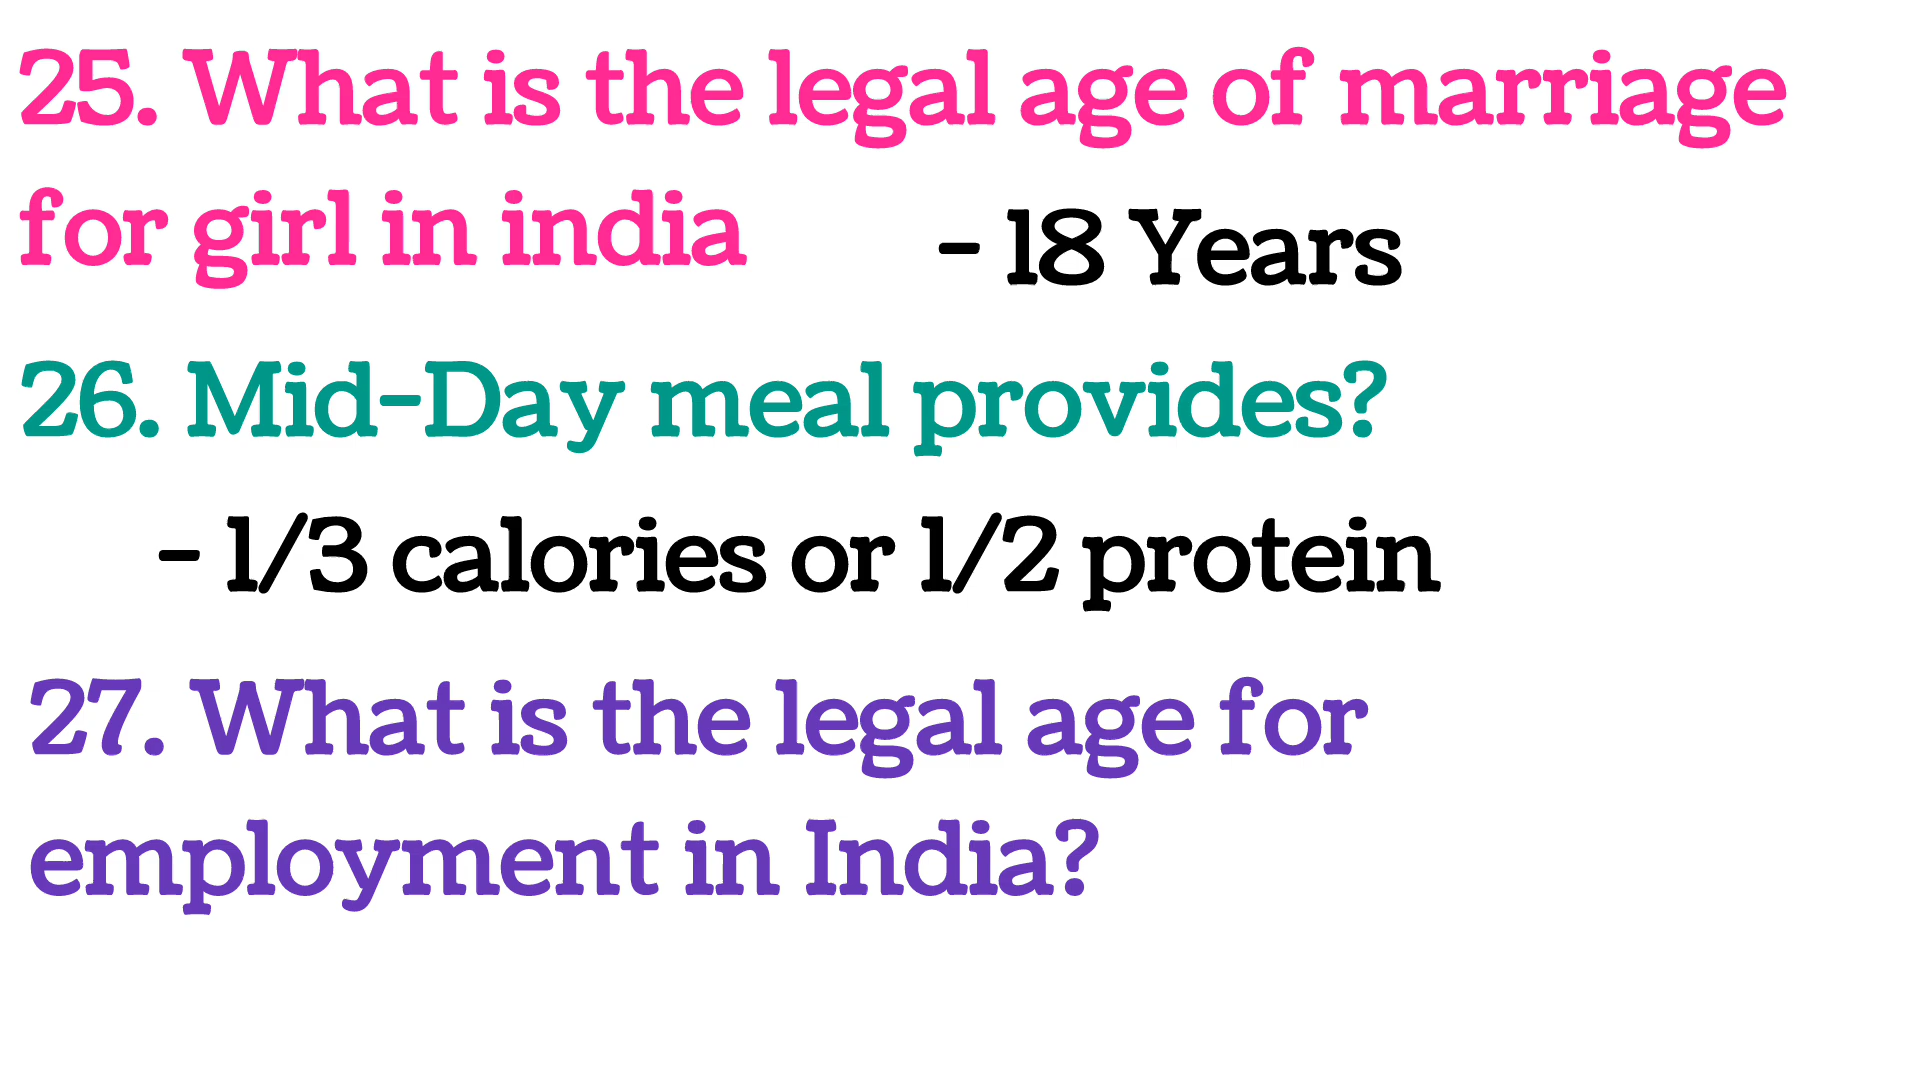 25. What is the legal age of marriage
for girl in india - 18 Years
26. Mid-Day meal provides?
- 1/3 calories or 1/2 protein
27. What is the legal age for
employment in India?